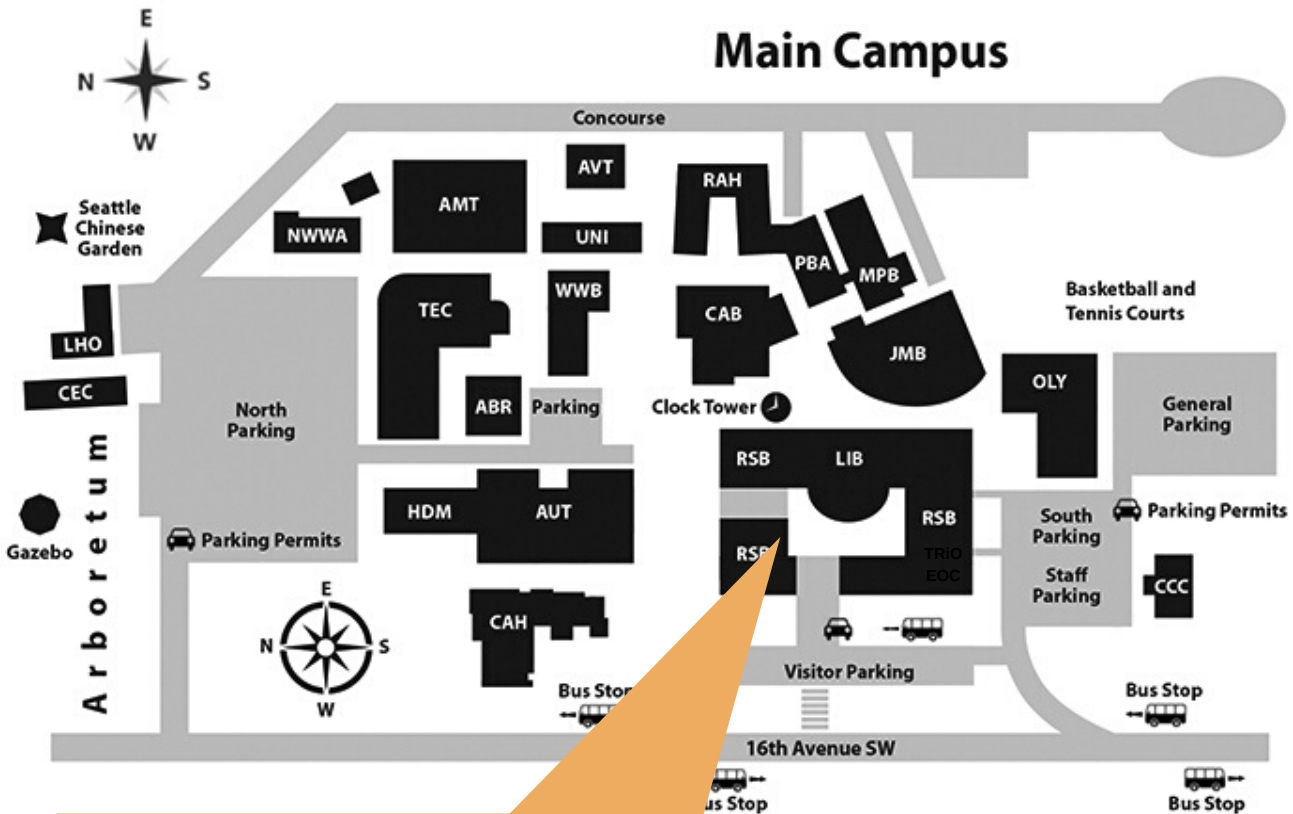 Main Campus
E
N
S
W
Concourse
AVT
RAH
AMT
NWWA
UNI
Seattle
Chinese
Garden
PBA
MPB
WWB
TEC
CAB
Basketball and
Tennis Courts
LHO
JMB
CEC
OLY
ABR
Parking
Clock Tower
North
Parking
General
Parking
RSB
LIB
HDM
AUT
RSB
South
Parking
Parking Permits
Gazebo
Arboretum
Parking Permits
RSB
TRiO
EOC
Staff
Parking
CCC
E
N
S
W
CAH
Visitor Parking
Bus Stop
Bus Stop
16th Avenue SW
us Stop
Bus Stop